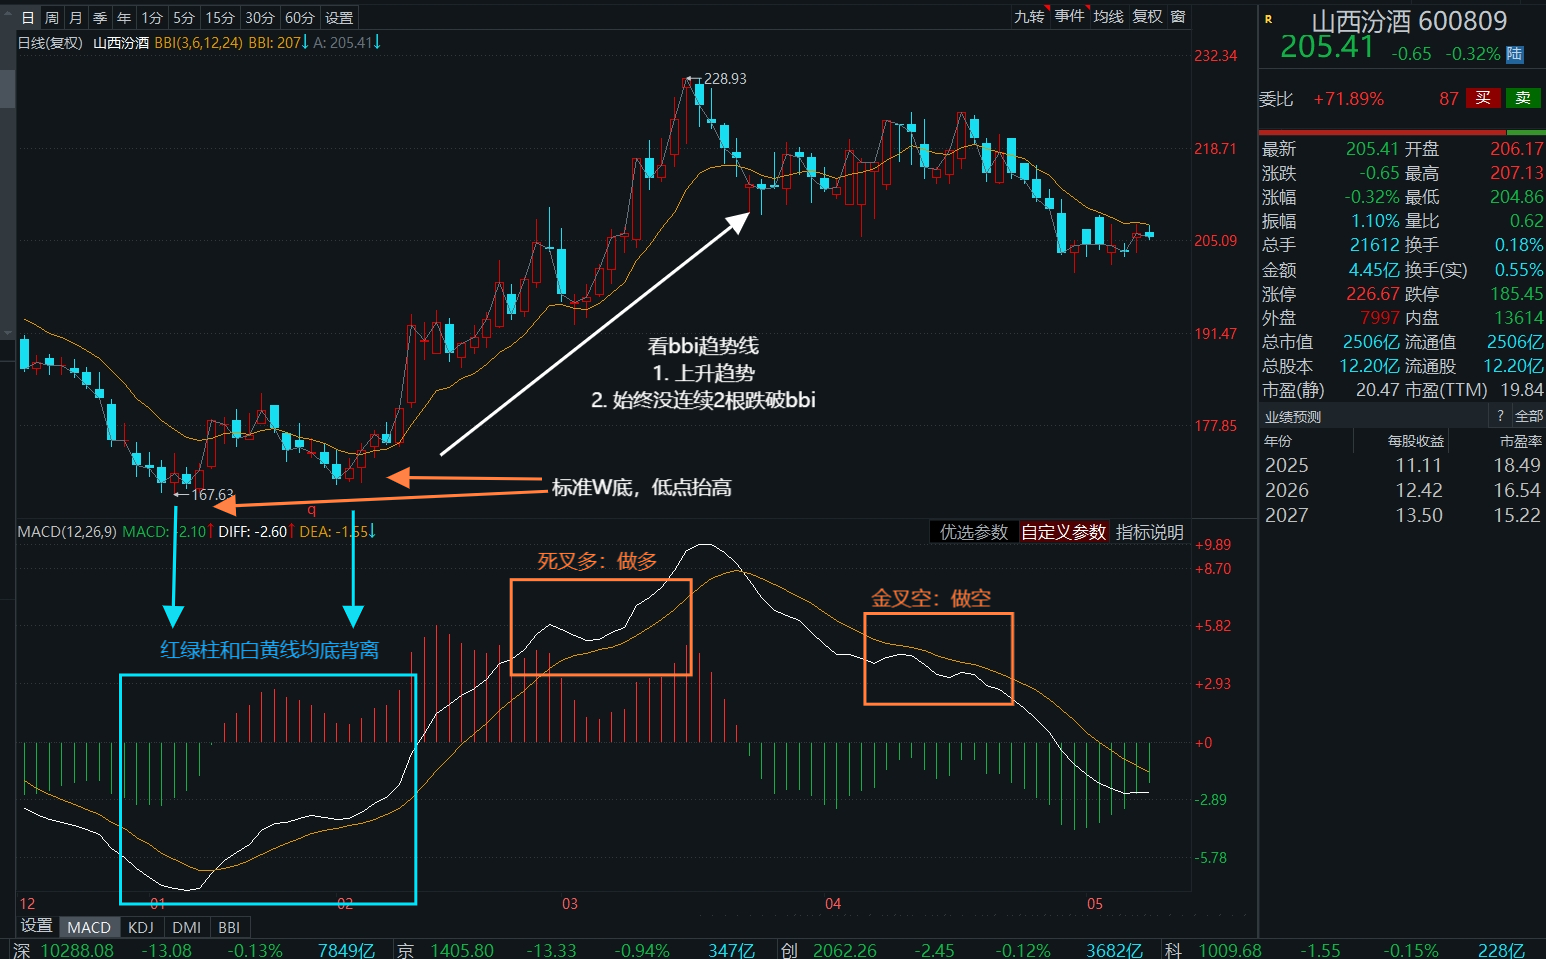 日 周 月 季 年 1分 5分 15分 30分 60分 设置 九转 事件 均线 复权 窗
日线(复权) 山西汾酒 BBI(3,6,12,24) BBI: 207↓ A: 205.41↓
232.34
←228.93
218.71
205.09
191.47
看bbi趋势线
1. 上升趋势
2. 始终没连续2根跌破bbi
177.85
标准W底，低点抬高
←167.63
q
MACD(12,26,9) MACD: -2.10↑ DIFF: -2.60↑ DEA: -1.55↓
优选参数 自定义参数 指标说明
+9.89
死叉多：做多
+8.70
金叉空：做空
+5.82
红绿柱和白黄线均底背离
+2.93
+0
-2.89
-5.78
12 01 02 03 04 05
设置 MACD KDJ DMI BBI
R 山西汾酒 600809
205.41 -0.65 -0.32% 陆
委比 +71.89% 87 买 卖
最新 205.41 开盘 206.17
涨跌 -0.65 最高 207.13
涨幅 -0.32% 最低 204.86
振幅 1.10% 量比 0.62
总手 21612 换手 0.18%
金额 4.45亿 换手(实) 0.55%
涨停 226.67 跌停 185.45
外盘 7997 内盘 13614
总市值 2506亿 流通值 2506亿
总股本 12.20亿 流通股 12.20亿
市盈(静) 20.47 市盈(TTM) 19.84
业绩预测 ? 全部
年份 每股收益 市盈率
2025 11.11 18.49
2026 12.42 16.54
2027 13.50 15.22
深 10288.08 -13.08 -0.13% 7849亿 京 1405.80 -13.33 -0.94% 347亿 创 2062.26 -2.45 -0.12% 3682亿 科 1009.68 -1.55 -0.15% 228亿